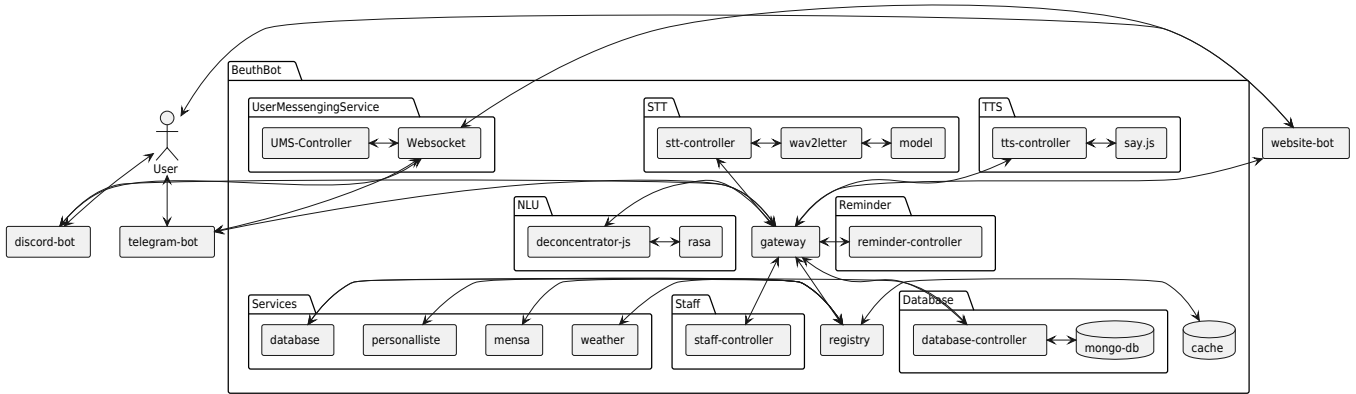 BeuthBot
UserMessengingService
STT
TTS
UMS-Controller
Websocket
stt-controller
wav2letter
model
tts-controller
say.js
website-bot
User
NLU
Reminder
discord-bot
telegram-bot
deconcentrator-js
rasa
gateway
reminder-controller
Services
Staff
Database
database
personalliste
mensa
weather
staff-controller
registry
database-controller
mongo-db
cache